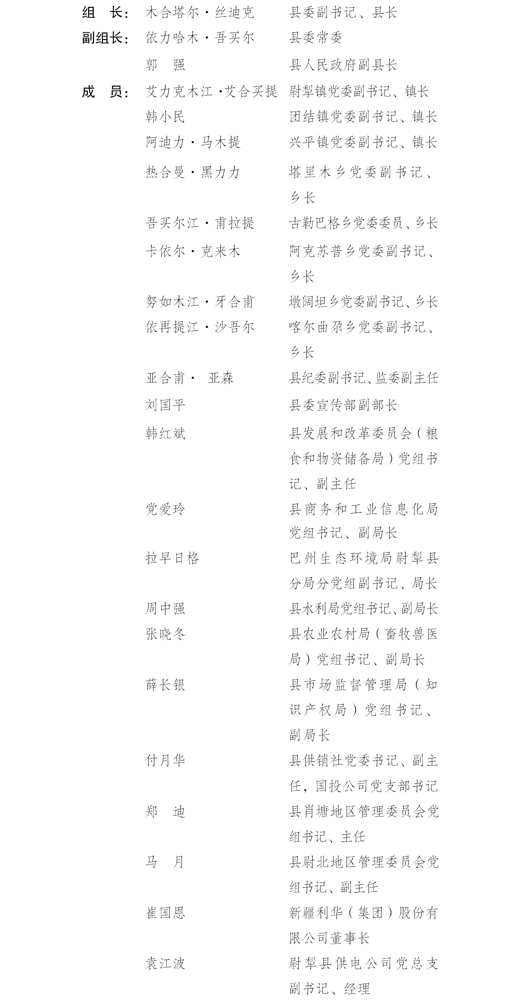 组　长： 木合塔尔·丝迪克 县委副书记、县长
副组长： 依力哈木·吾买尔 县委常委
郭　强 县人民政府副县长
成　员： 艾力克木江·艾合买提 尉犁镇党委副书记、镇长
韩小民 团结镇党委副书记、镇长
阿迪力·马木提 兴平镇党委副书记、镇长
热合曼·黑力力 塔里木乡党委副书记、
乡长
吾买尔江·甫拉提 古勒巴格乡党委委员、乡长
卡依尔·克来木 阿克苏普乡党委副书记、
乡长
努如木江·牙合甫 墩阔坦乡党委副书记、乡长
依再提江·沙吾尔 喀尔曲尕乡党委副书记、
乡长
亚合甫· 亚森 县纪委副书记、监委副主任
刘国平 县委宣传部副部长
韩红斌 县发展和改革委员会（粮
食和物资储备局）党组书
记、副主任
党爱玲 县商务和工业信息化局
党组书记、副局长
拉早日格 巴州生态环境局尉犁县
分局分党组副书记、局长
周中强 县水利局党组书记、副局长
张晓冬 县农业农村局（畜牧兽医
局）党组书记、副局长
薛长银 县市场监督管理局（知
识产权局）党组书记、
副局长
付月华 县供销社党委书记、副主
任，国投公司党支部书记
郑　迪 县肖塘地区管理委员会党
组书记、主任
马　月 县尉北地区管理委员会党
组书记、副主任
崔国恩 新疆利华（集团）股份有
限公司董事长
袁江波 尉犁县供电公司党总支
副书记、经理